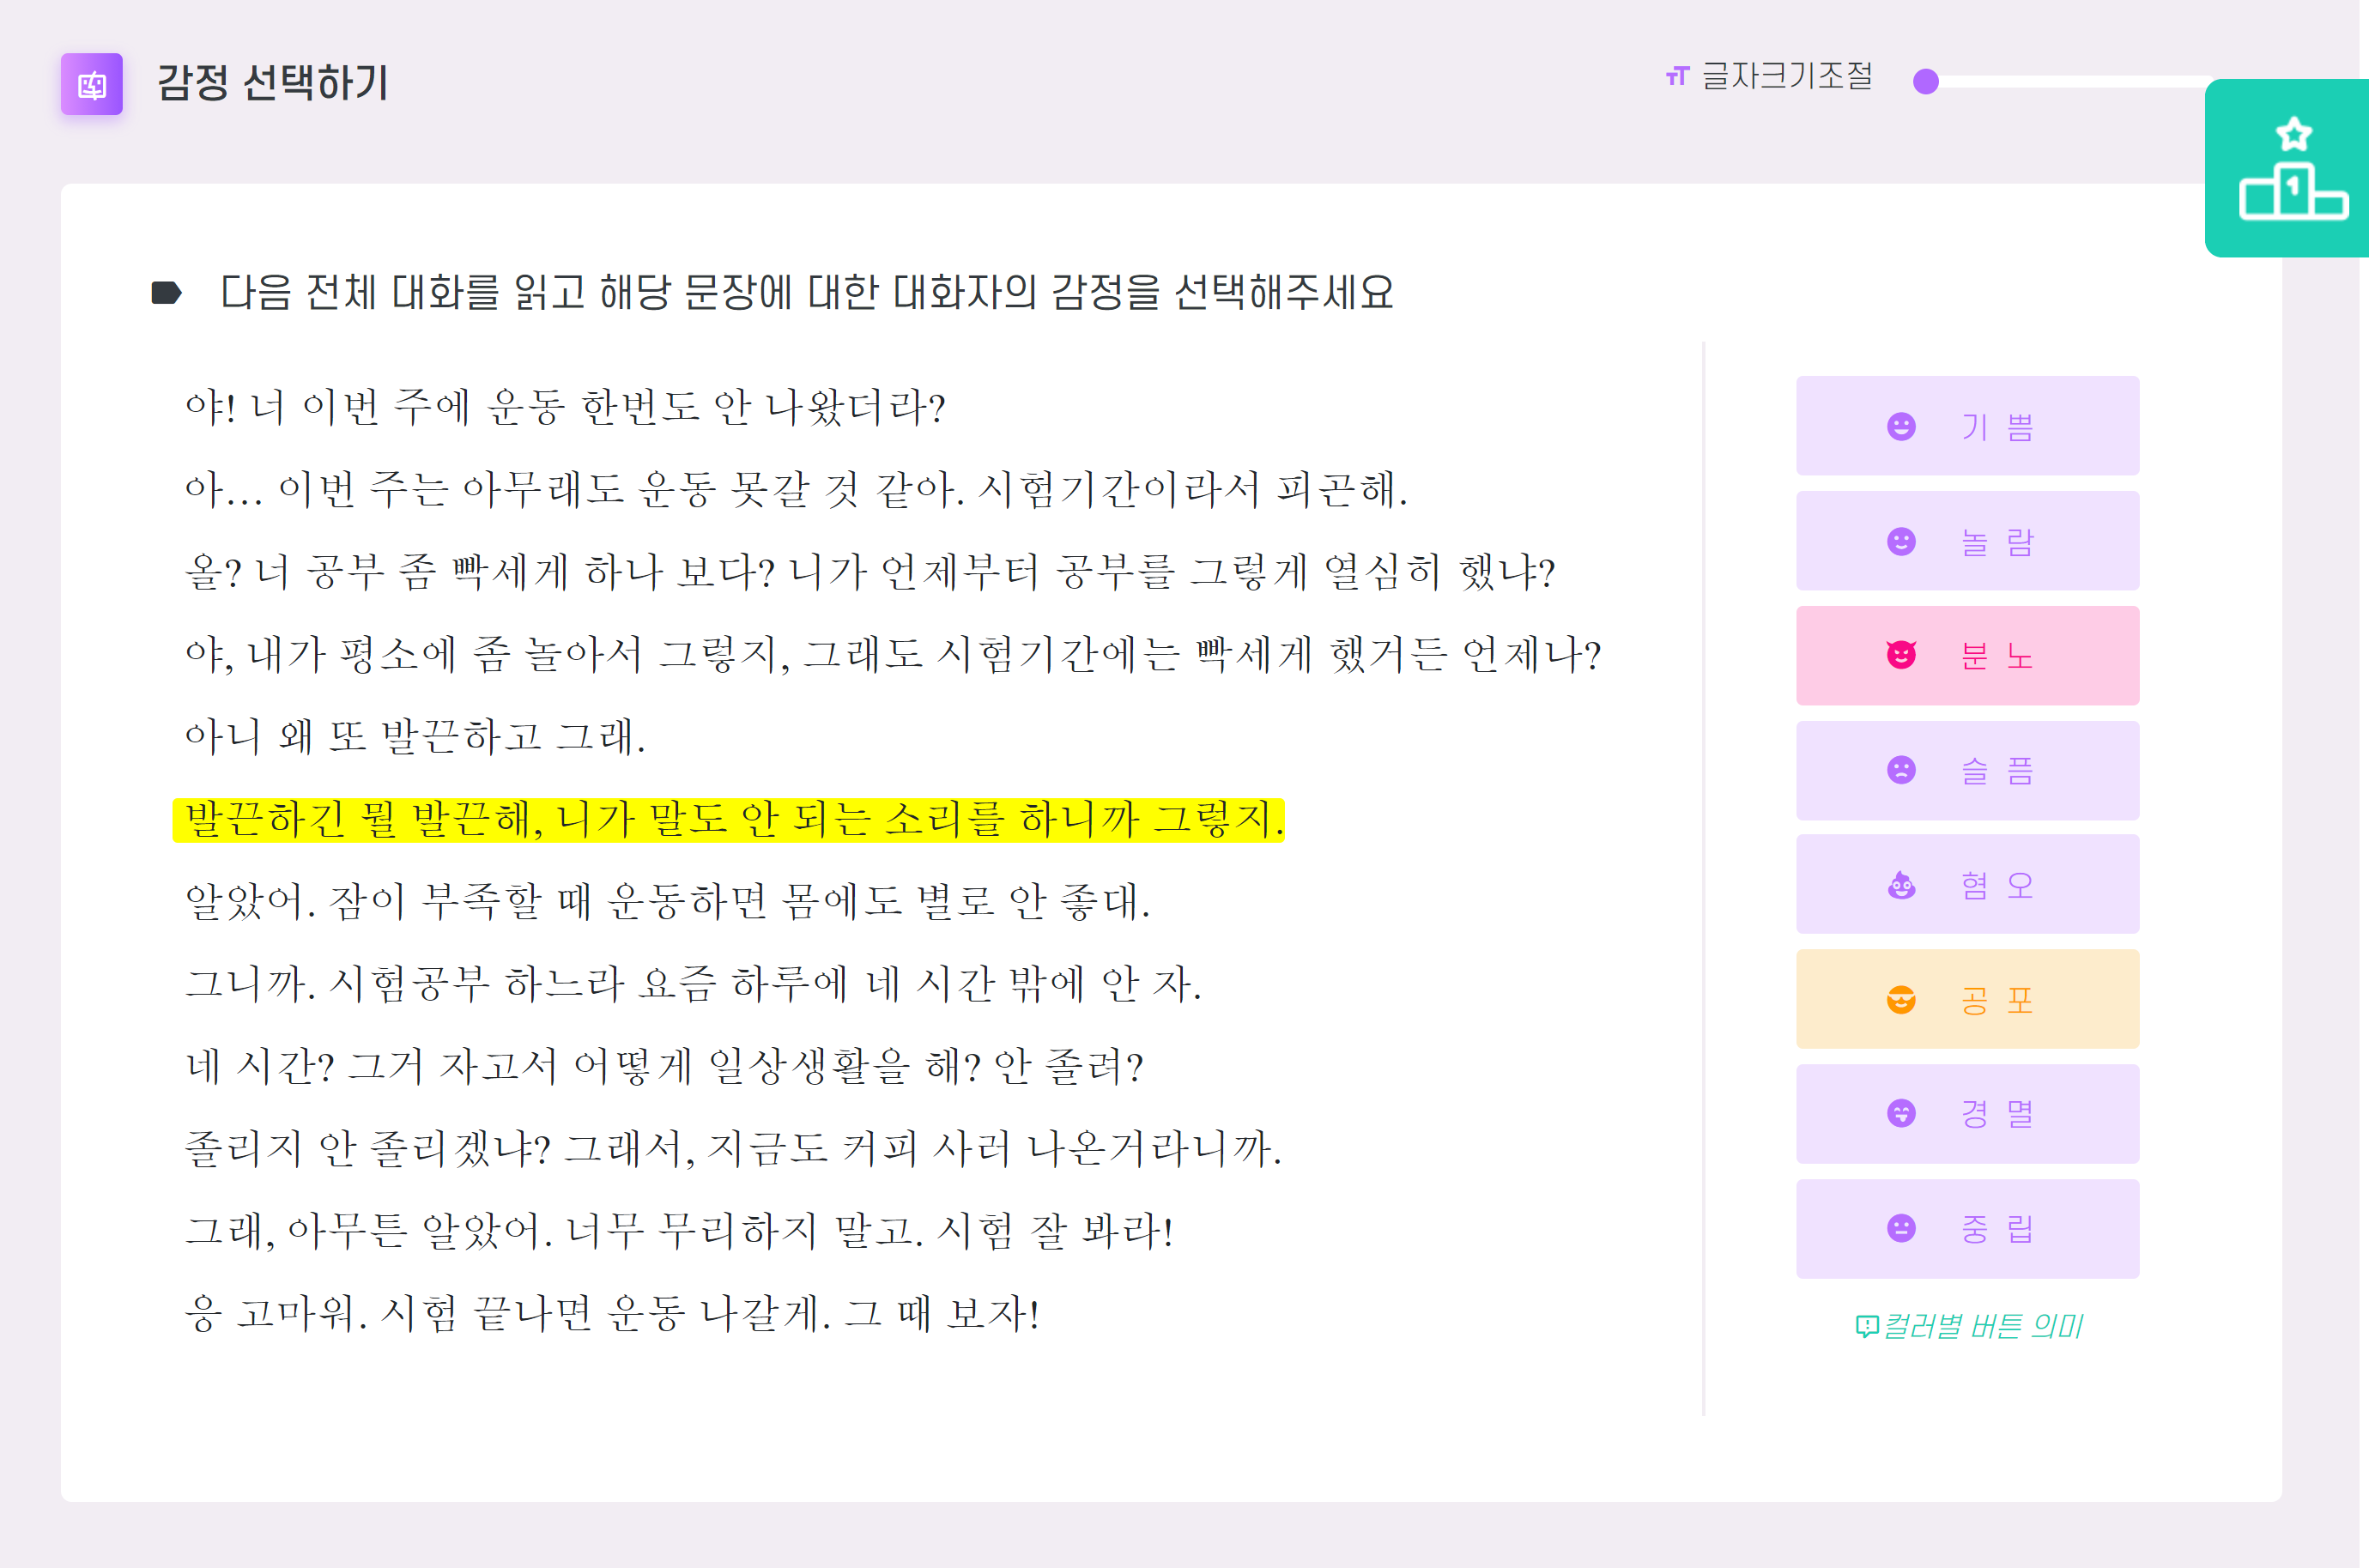 감정 선택하기
글자크기조절
1
다음 전체 대화를 읽고 해당 문장에 대한 대화자의 감정을 선택해주세요
야! 너 이번 주에 운동 한번도 안 나왔더라?
아... 이번 주는 아무래도 운동 못갈 것 같아. 시험기간이라서 피곤해.
올? 너 공부 좀 빡세게 하나 보다? 니가 언제부터 공부를 그렇게 열심히 했냐?
야, 내가 평소에 좀 놀아서 그렇지, 그래도 시험기간에는 빡세게 했거든 언제나?
아니 왜 또 발끈하고 그래.
발끈하긴 뭘 발끈해, 니가 말도 안 되는 소리를 하니까 그렇지.
알았어. 잠이 부족할 때 운동하면 몸에도 별로 안 좋대.
그니까. 시험공부 하느라 요즘 하루에 네 시간 밖에 안 자.
네 시간? 그거 자고서 어떻게 일상생활을 해? 안 졸려?
졸리지 안 졸리겠냐? 그래서, 지금도 커피 사러 나온거라니까.
그래, 아무튼 알았어. 너무 무리하지 말고. 시험 잘 봐라!
응 고마워. 시험 끝나면 운동 나갈게. 그 때 보자!
기 쁨
놀 람
분 노
슬 픔
혐 오
공 포
경 멸
중 립
컬러별 버튼 의미